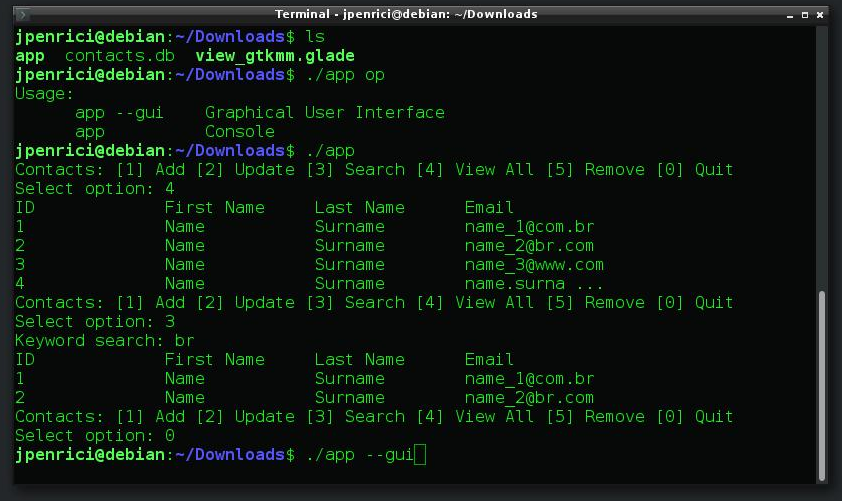 Terminal - jpenrici@debian: ~/Downloads
jpenrici@debian:~/Downloads$ ls
app  contacts.db  view_gtkmm.glade
jpenrici@debian:~/Downloads$ ./app op
Usage:
      app --gui    Graphical User Interface
      app          Console
jpenrici@debian:~/Downloads$ ./app
Contacts: [1] Add [2] Update [3] Search [4] View All [5] Remove [0] Quit
Select option: 4
ID             First Name     Last Name      Email
1              Name           Surname        name_1@com.br
2              Name           Surname        name_2@br.com
3              Name           Surname        name_3@www.com
4              Name           Surname        name.surna ...
Contacts: [1] Add [2] Update [3] Search [4] View All [5] Remove [0] Quit
Select option: 3
Keyword search: br
ID             First Name     Last Name      Email
1              Name           Surname        name_1@com.br
2              Name           Surname        name_2@br.com
Contacts: [1] Add [2] Update [3] Search [4] View All [5] Remove [0] Quit
Select option: 0
jpenrici@debian:~/Downloads$ ./app --gui